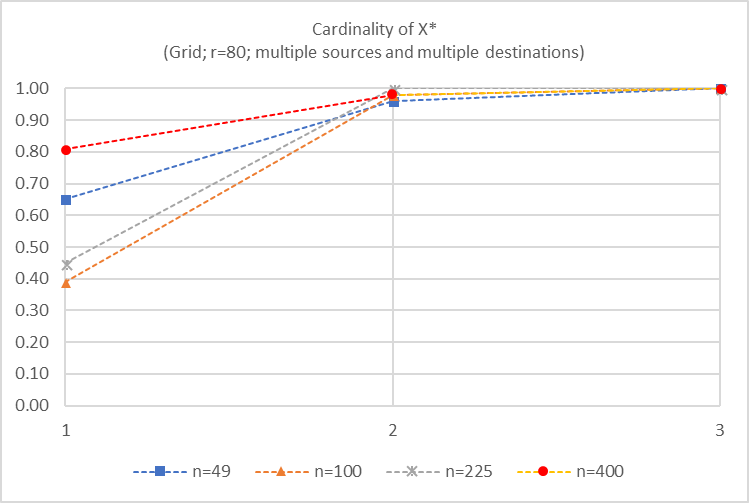 Cardinality of X*
(Grid; r=80; multiple sources and multiple destinations)
1.00
0.90
0.80
0.70
0.60
0.50
0.40
0.30
0.20
0.10
0.00
1 2 3
n=49 n=100 n=225 n=400